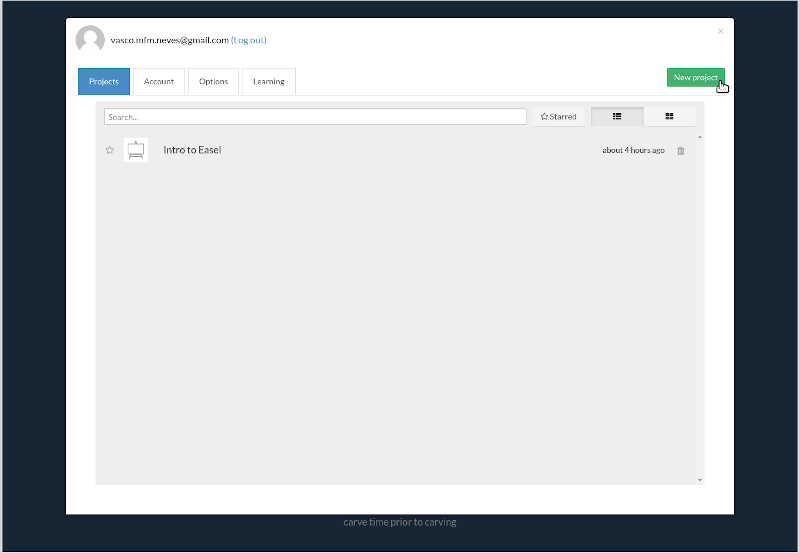 vasco.mfm.neves@gmail.com (Log out)
×
Projects
Account
Options
Learning
New project
Search...
Starred
Intro to Easel
about 4 hours ago
carve time prior to carving